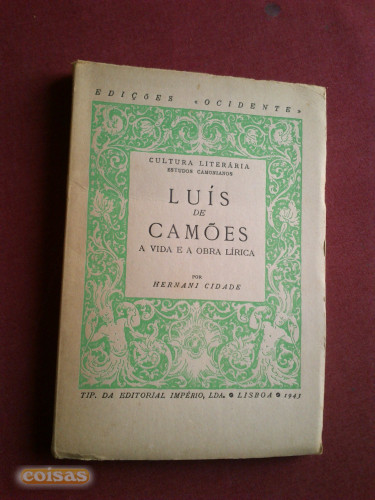 EDIÇÕES «OCIDENTE»
CULTURA LITERÁRIA
ESTUDOS CAMONIANOS
LUÍS
DE
CAMÕES
A VIDA E A OBRA LÍRICA
POR
HERNANI CIDADE
TIP. DA EDITORIAL IMPÉRIO, LDA. • LISBOA • 1943
coisas